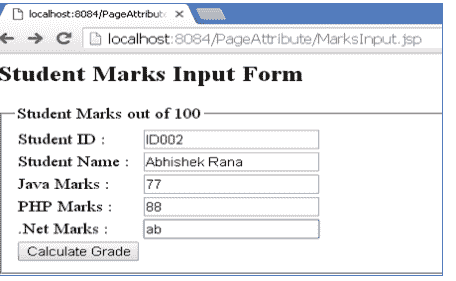 localhost:8084/PageAttribut
localhost:8084/PageAttribute/MarksInput.jsp
Student Marks Input Form
Student Marks out of 100
Student ID : ID002
Student Name : Abhishek Rana
Java Marks : 77
PHP Marks : 88
.Net Marks : ab
Calculate Grade